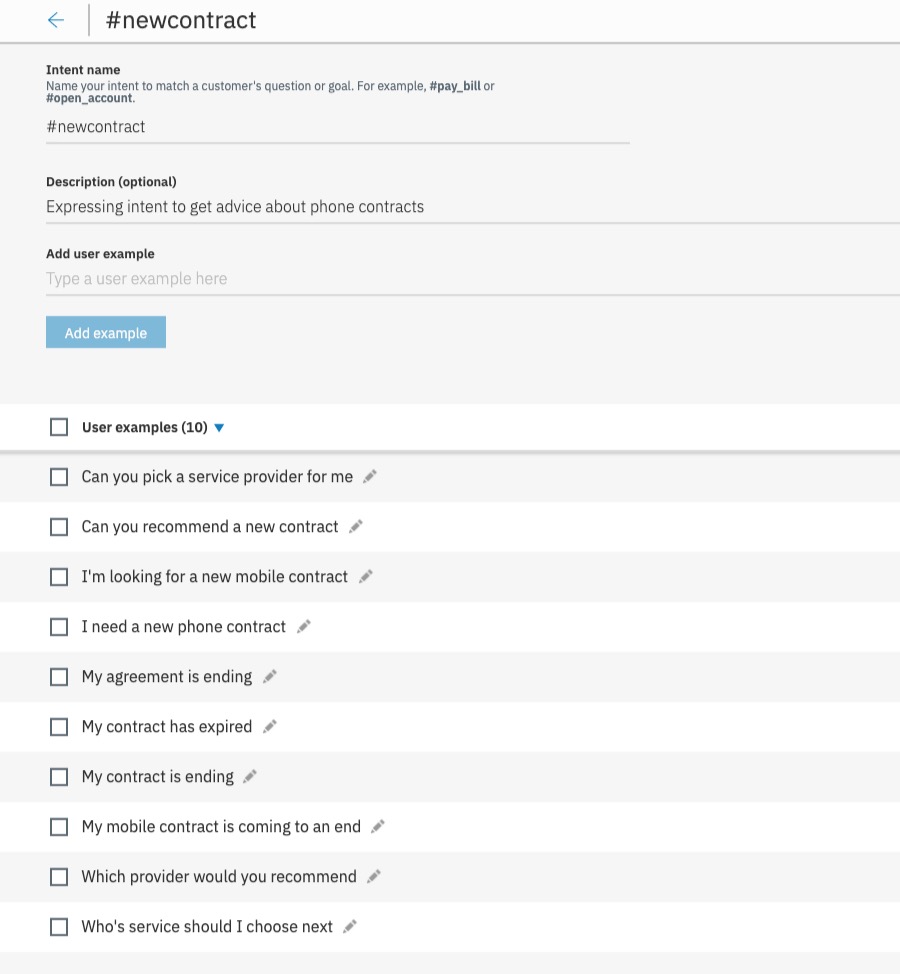 #newcontract
Intent name
Name your intent to match a customer's question or goal. For example, #pay_bill or
#open_account.
#newcontract
Description (optional)
Expressing intent to get advice about phone contracts
Add user example
Type a user example here
Add example
User examples (10)
Can you pick a service provider for me
Can you recommend a new contract
I'm looking for a new mobile contract
I need a new phone contract
My agreement is ending
My contract has expired
My contract is ending
My mobile contract is coming to an end
Which provider would you recommend
Who's service should I choose next